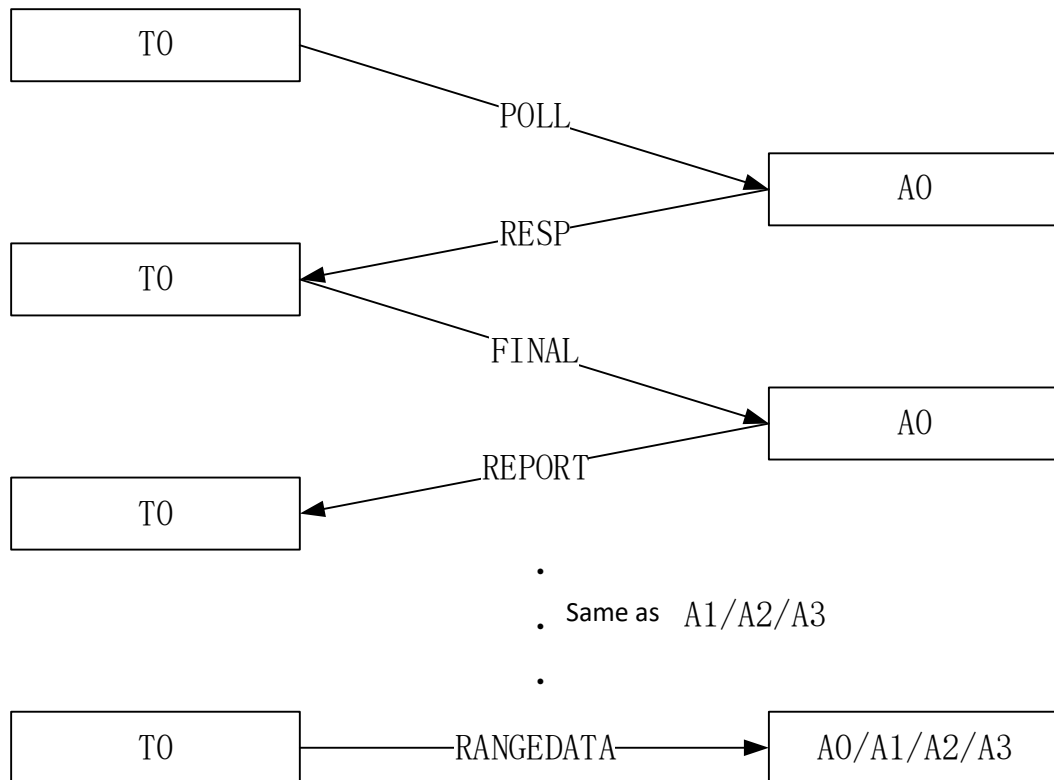 T0
POLL
A0
RESP
T0
FINAL
A0
REPORT
T0
Same as A1/A2/A3
T0
RANGEDATA
A0/A1/A2/A3